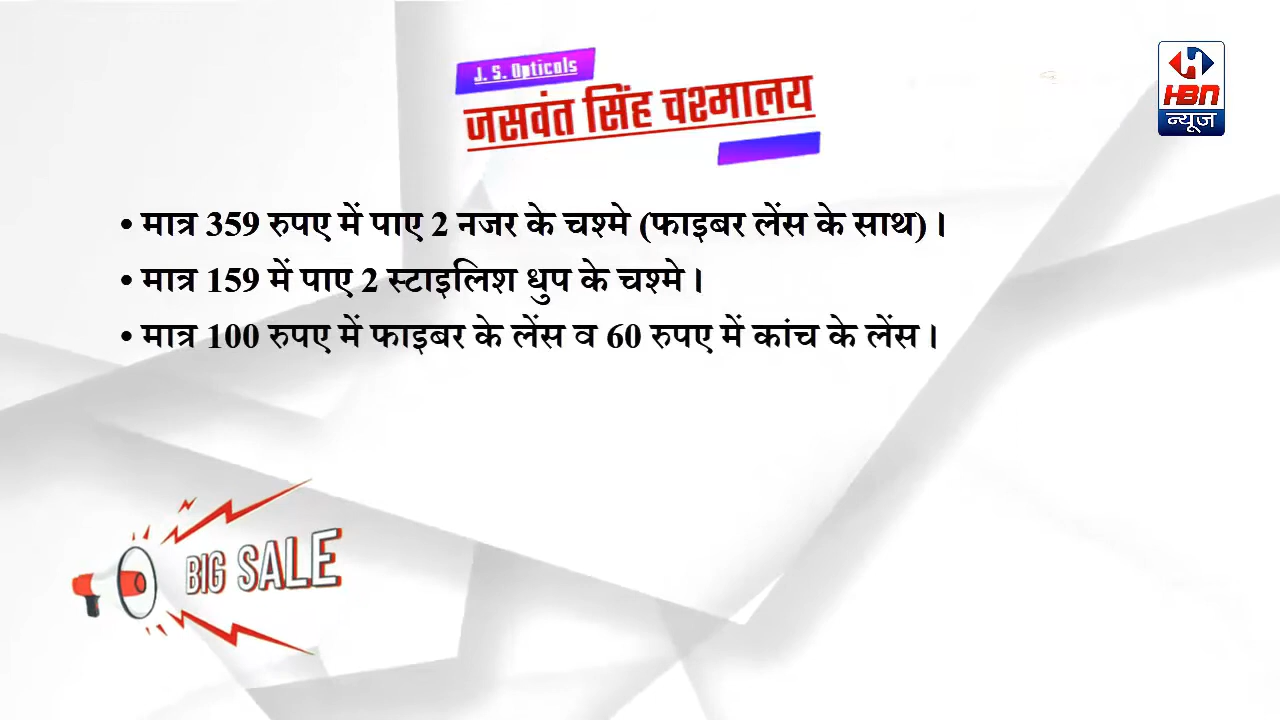 J. S. Opticals
जसवंत सिंह चश्मालय
HBN
न्यूज
• मात्र 359 रुपए में पाए 2 नजर के चश्मे (फाइबर लेंस के साथ) ।
• मात्र 159 में पाए 2 स्टाइलिश धुप के चश्मे ।
• मात्र 100 रुपए में फाइबर के लेंस व 60 रुपए में कांच के लेंस ।
BIG SALE